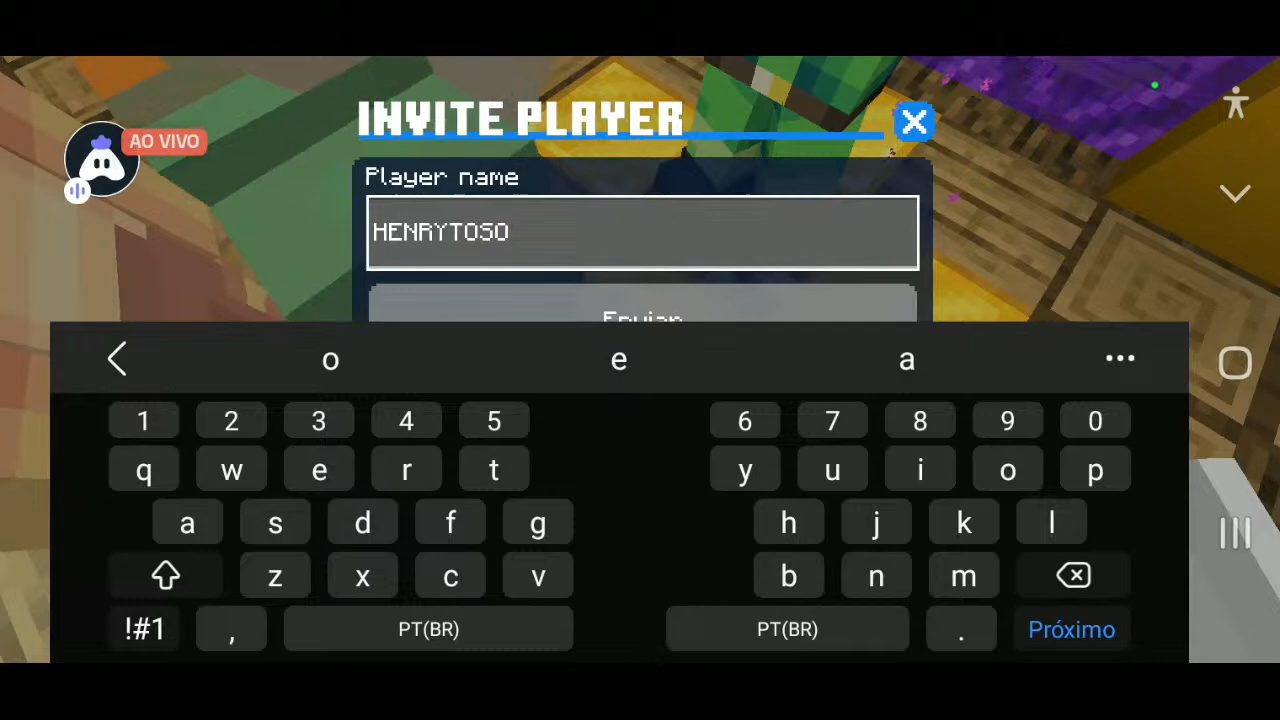 INVITE PLAYER
AO VIVO
Player name
HENRYTOSO
Enviar
o e a
1 2 3 4 5 6 7 8 9 0
q w e r t y u i o p
a s d f g h j k l
z x c v b n m
!#1 , PT(BR) PT(BR) . Próximo